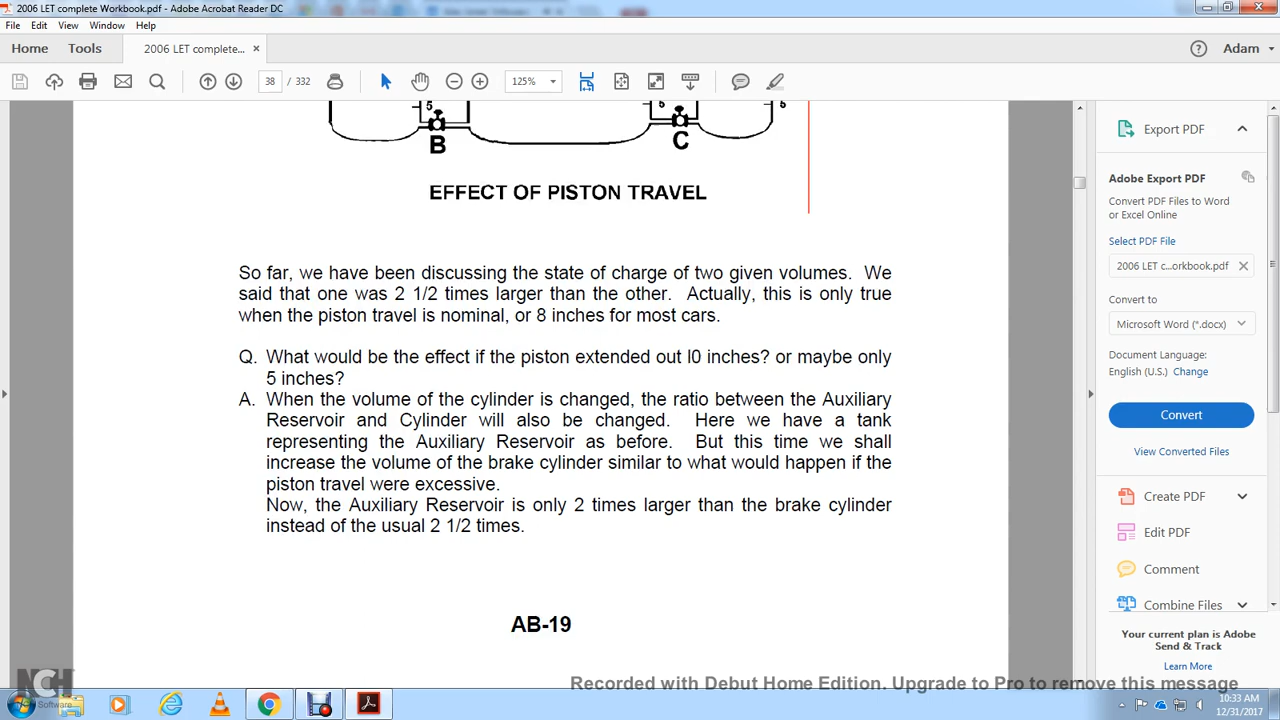 2006 LET complete Workbook.pdf - Adobe Acrobat Reader DC
File Edit View Window Help
Home Tools 2006 LET complete... × Adam
38 / 332 125%
5 5 5
B C
EFFECT OF PISTON TRAVEL
So far, we have been discussing the state of charge of two given volumes. We
said that one was 2 1/2 times larger than the other. Actually, this is only true
when the piston travel is nominal, or 8 inches for most cars.
Q. What would be the effect if the piston extended out l0 inches? or maybe only
5 inches?
A. When the volume of the cylinder is changed, the ratio between the Auxiliary
Reservoir and Cylinder will also be changed. Here we have a tank
representing the Auxiliary Reservoir as before. But this time we shall
increase the volume of the brake cylinder similar to what would happen if the
piston travel were excessive.
Now, the Auxiliary Reservoir is only 2 times larger than the brake cylinder
instead of the usual 2 1/2 times.
AB-19
Export PDF
Adobe Export PDF
Convert PDF Files to Word
or Excel Online
Select PDF File
2006 LET c...orkbook.pdf
Convert to
Microsoft Word (*.docx)
Document Language:
English (U.S.) Change
Convert
View Converted Files
Create PDF
Edit PDF
Comment
Combine Files
Your current plan is Adobe
Send & Track
Learn More
NCH
Software
Recorded with Debut Home Edition. Upgrade to Pro to remove this message
10:33 AM
12/31/2017